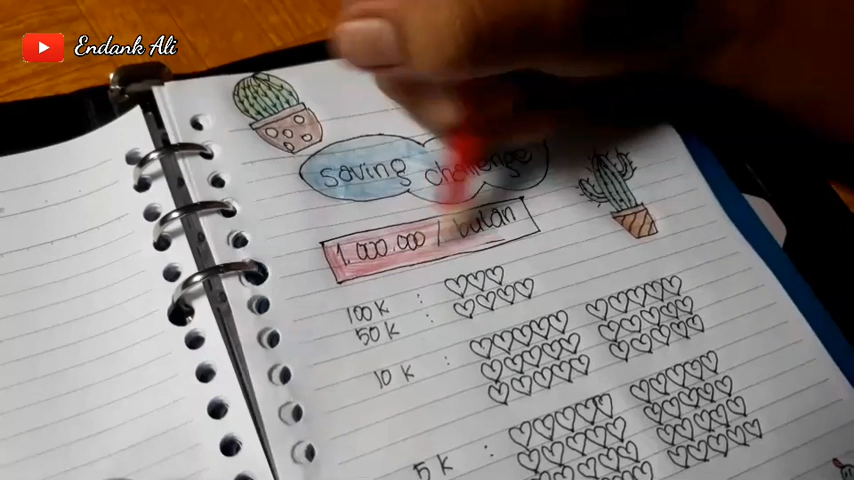 Endank Ali
saving challenge
1.000.000 / bulan
100 k :
50 k :
10 k :
5 k :